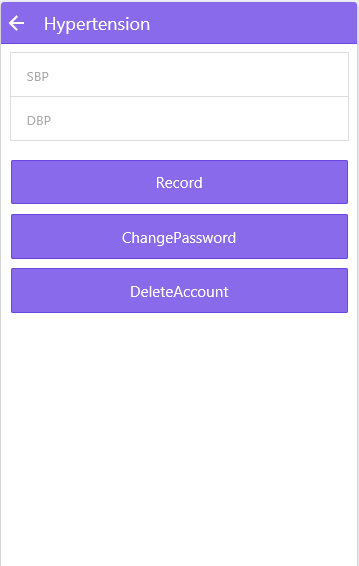 Hypertension
SBP
DBP
Record
ChangePassword
DeleteAccount